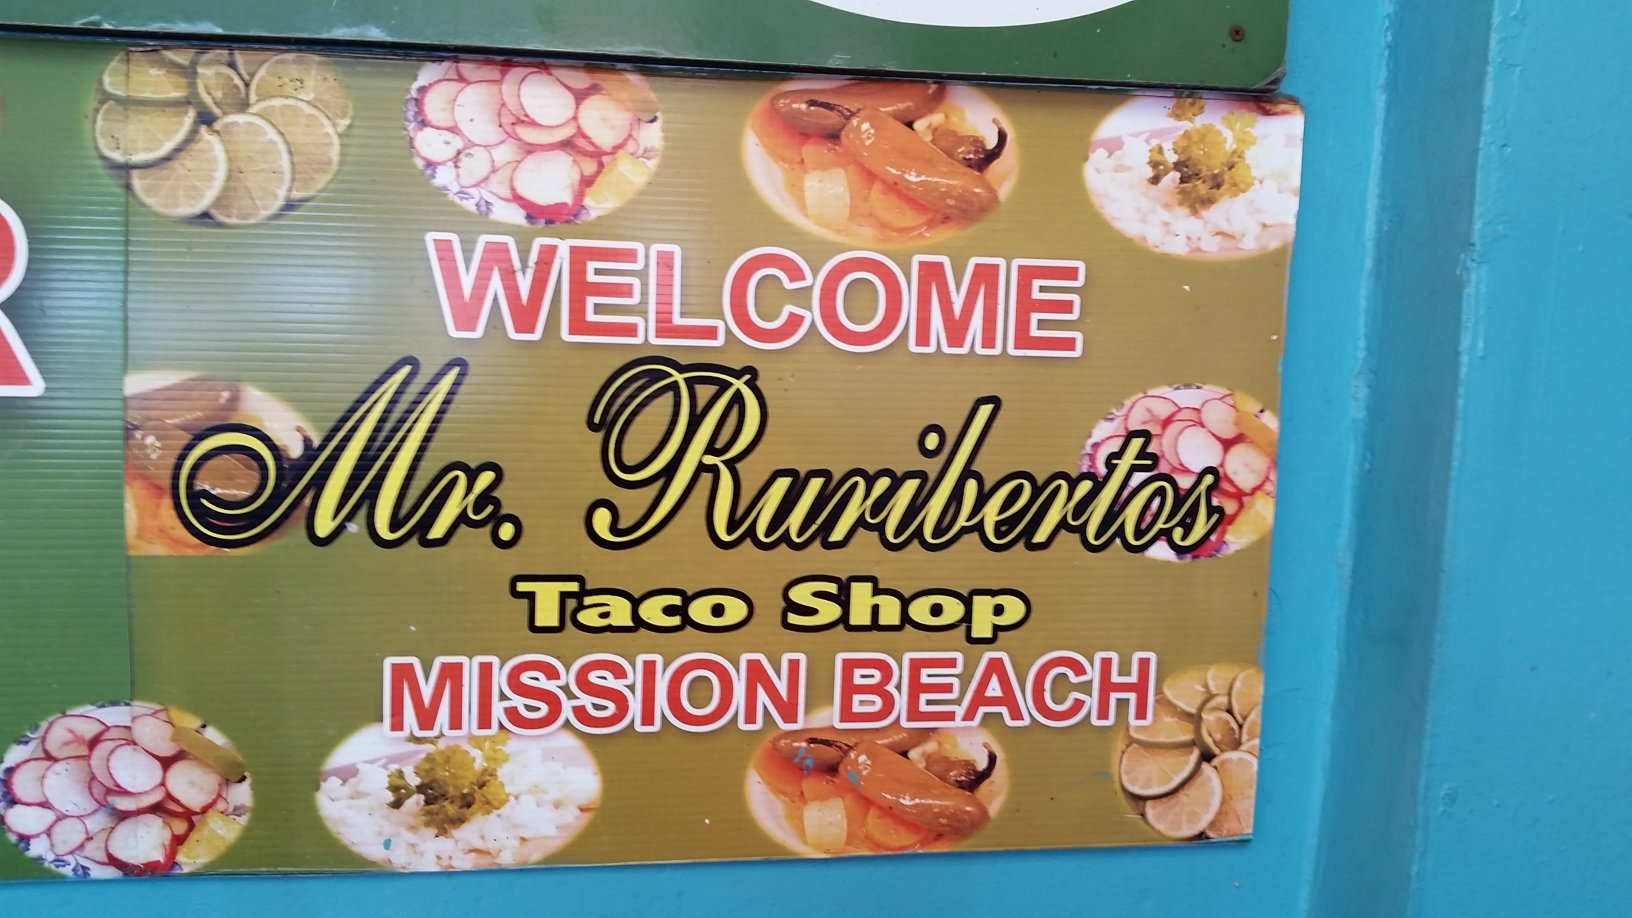 R
WELCOME
Mr. Ruribertos
Taco Shop
MISSION BEACH